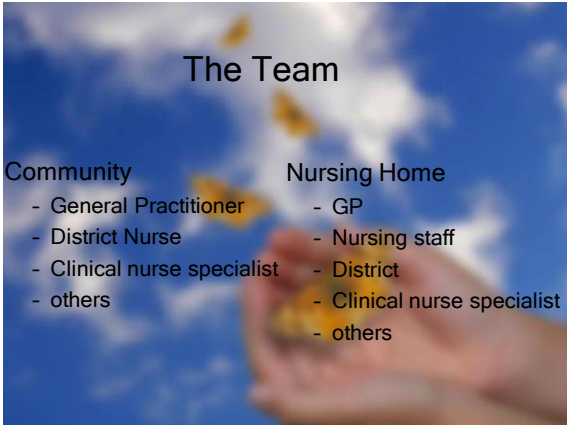 The Team
Community
- General Practitioner
- District Nurse
- Clinical nurse specialist
- others
Nursing Home
- GP
- Nursing staff
- District
- Clinical nurse specialist
- others